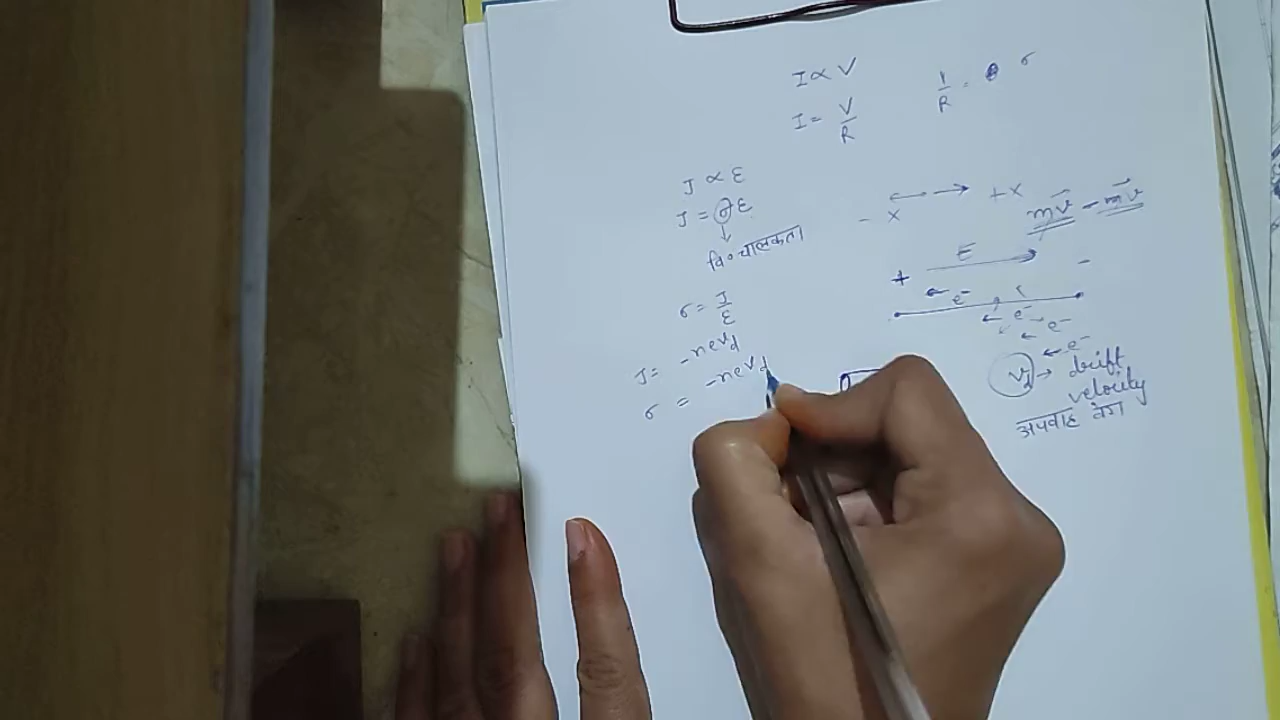 I ∝ V
I = V/R
1/R = σ
J ∝ E
J = σE
वि॰ चालकता
σ = J/E
J = -nevd
σ = -nevd
- x ← → +x
mv - mv
E
+ -
e-
e-
e-
e-
vd → drift
velocity
अपवाह वेग